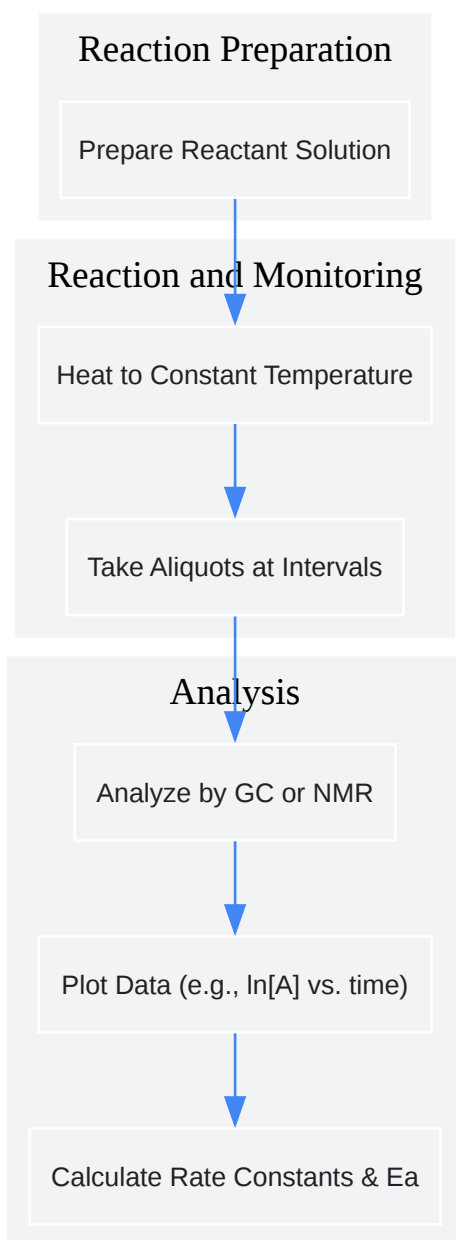 Reaction Preparation
Prepare Reactant Solution
Reaction and Monitoring
Heat to Constant Temperature
Take Aliquots at Intervals
Analysis
Analyze by GC or NMR
Plot Data (e.g., ln[A] vs. time)
Calculate Rate Constants & Ea